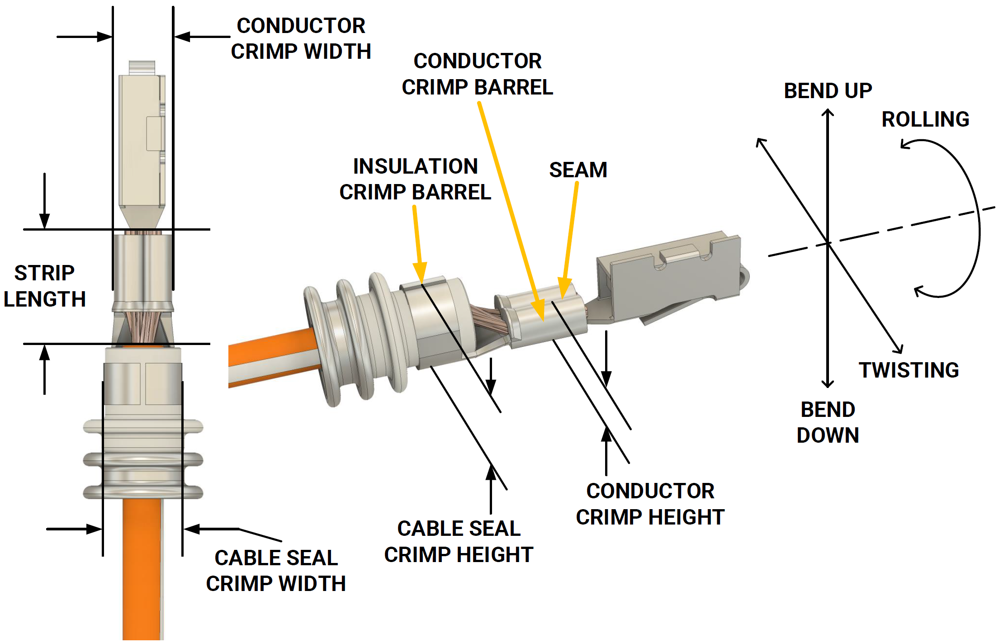 CONDUCTOR
CRIMP WIDTH
CONDUCTOR
CRIMP BARREL
BEND UP
ROLLING
INSULATION
CRIMP BARREL
SEAM
STRIP
LENGTH
TWISTING
BEND
DOWN
CONDUCTOR
CRIMP HEIGHT
CABLE SEAL
CRIMP HEIGHT
CABLE SEAL
CRIMP WIDTH